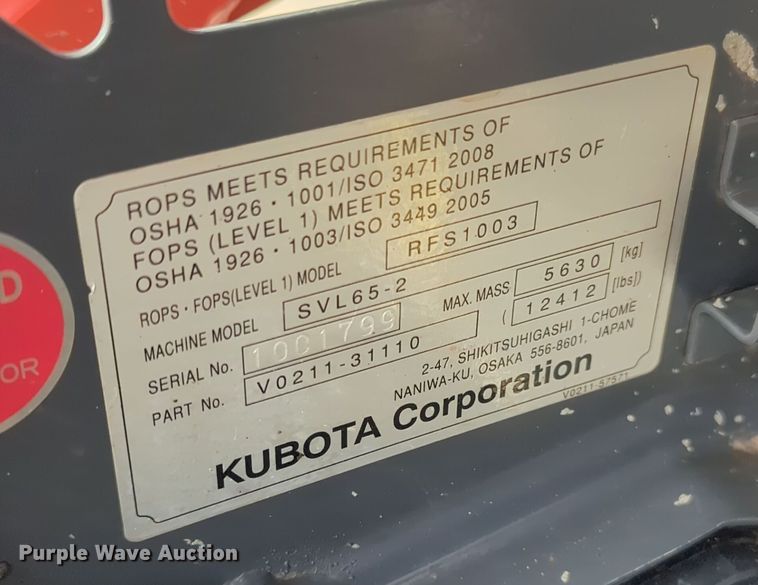 ROPS MEETS REQUIREMENTS OF
OSHA 1926・1001/ISO 3471 2008
FOPS (LEVEL 1) MEETS REQUIREMENTS OF
OSHA 1926・1003/ISO 3449 2005
ROPS・FOPS(LEVEL 1) MODEL RFS1003
MACHINE MODEL SVL65-2 MAX. MASS 5630 [kg]
SERIAL No. 1001799 (12412 [lbs])
PART No. V0211-31110
2-47, SHIKITSUHIGASHI 1-CHOME
NANIWA-KU, OSAKA 556-8601, JAPAN
KUBOTA Corporation
V0211-57571
D
OR
Purple Wave Auction